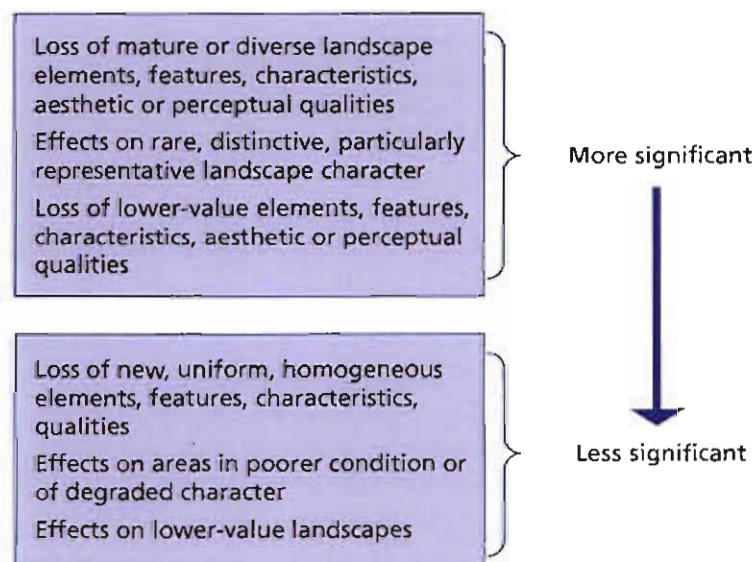 Loss of mature or diverse landscape
elements, features, characteristics,
aesthetic or perceptual qualities
Effects on rare, distinctive, particularly
representative landscape character
Loss of lower-value elements, features,
characteristics, aesthetic or perceptual
qualities
More significant
Loss of new, uniform, homogeneous
elements, features, characteristics,
qualities
Effects on areas in poorer condition or
of degraded character
Effects on lower-value landscapes
Less significant